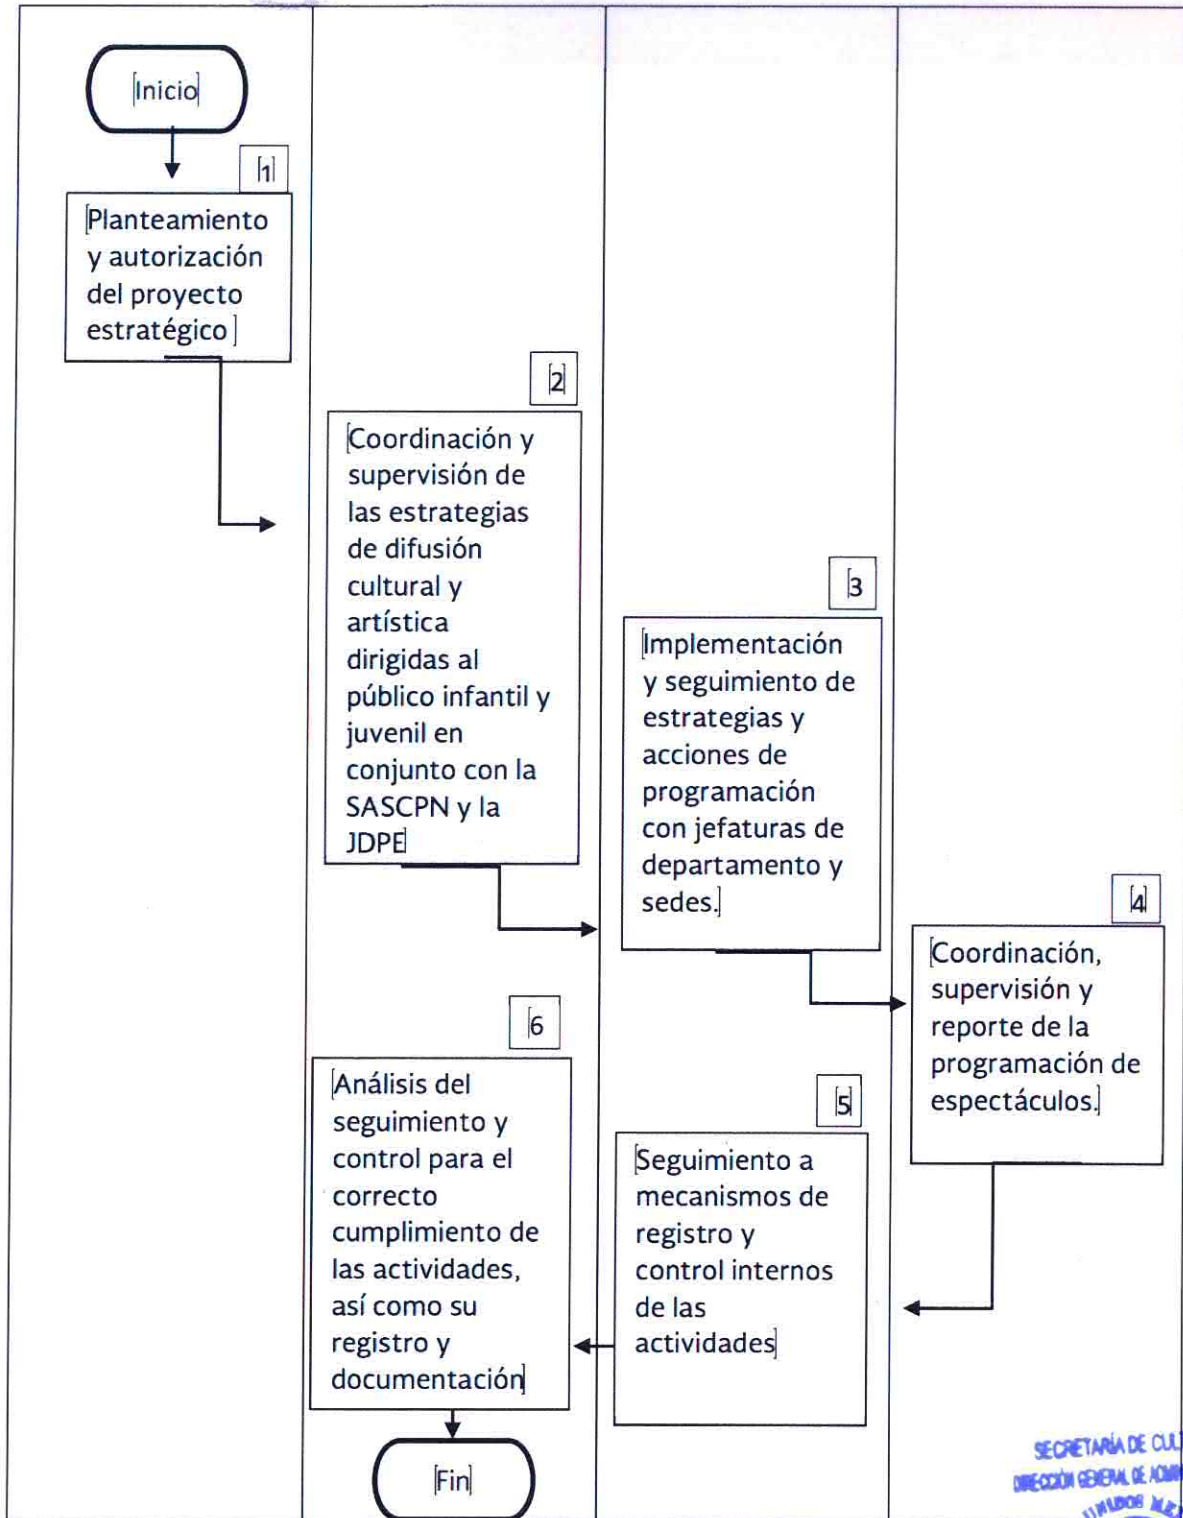 Inicio
1
Planteamiento
y autorización
del proyecto
estratégico
2
Coordinación y
supervisión de
las estrategias
de difusión
cultural y
artística
dirigidas al
público infantil y
juvenil en
conjunto con la
SASCPN y la
JDPE
3
Implementación
y seguimiento de
estrategias y
acciones de
programación
con jefaturas de
departamento y
sedes.
4
Coordinación,
supervisión y
reporte de la
programación de
espectáculos.
5
Seguimiento a
mecanismos de
registro y
control internos
de las
actividades
6
Análisis del
seguimiento y
control para el
correcto
cumplimiento de
las actividades,
así como su
registro y
documentación
Fin
SECRETARÍA DE
DIRECCIÓN GENERAL DE